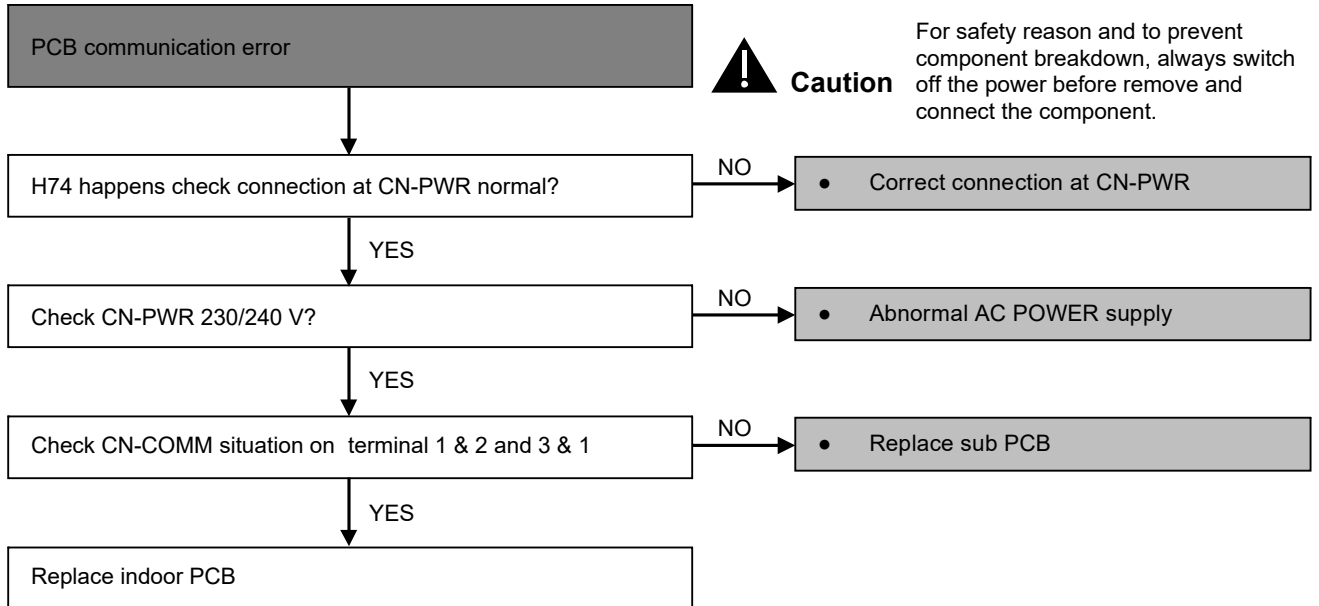 PCB communication error
Caution
For safety reason and to prevent
component breakdown, always switch
off the power before remove and
connect the component.
H74 happens check connection at CN-PWR normal?
NO
● Correct connection at CN-PWR
YES
Check CN-PWR 230/240 V?
NO
● Abnormal AC POWER supply
YES
Check CN-COMM situation on terminal 1 & 2 and 3 & 1
NO
● Replace sub PCB
YES
Replace indoor PCB